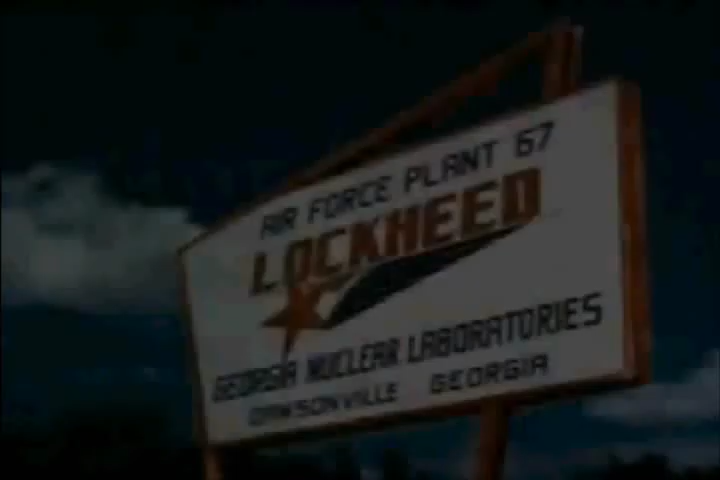 AIR FORCE PLANT 67
LOCKHEED
GEORGIA NUCLEAR LABORATORIES
DAWSONVILLE GEORGIA